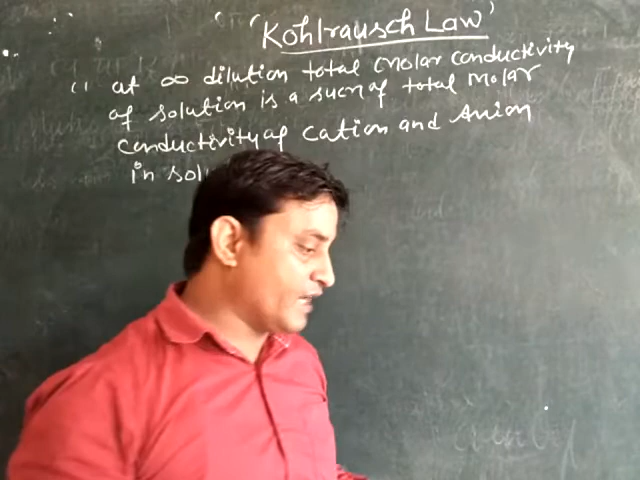 ‘‘Kohlrausch Law’’
at ∞ dilution total molar conductivity
of solution is a sum of total molar
conductivity of cation and Anion
in sol